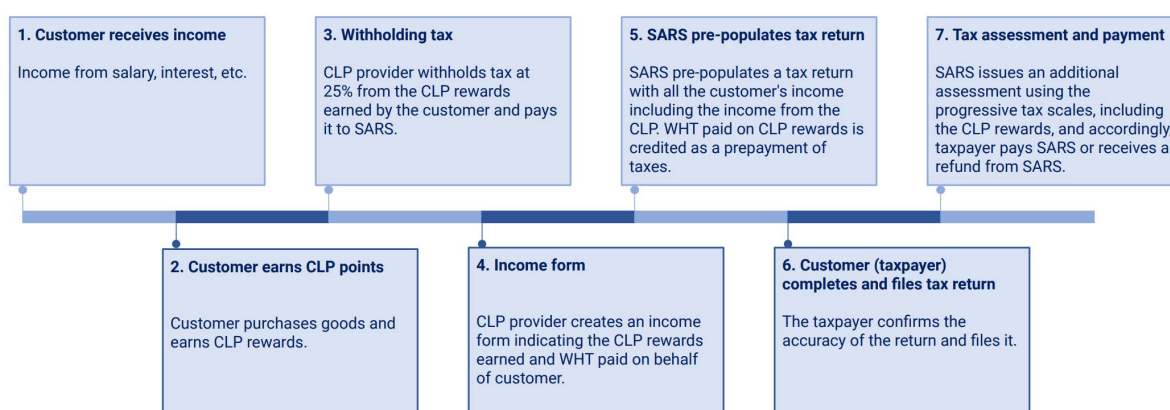 1. Customer receives income
Income from salary, interest, etc.
2. Customer earns CLP points
Customer purchases goods and
earns CLP rewards.
3. Withholding tax
CLP provider withholds tax at
25% from the CLP rewards
earned by the customer and pays
it to SARS.
4. Income form
CLP provider creates an income
form indicating the CLP rewards
earned and WHT paid on behalf
of customer.
5. SARS pre-populates tax return
SARS pre-populates a tax return
with all the customer's income
including the income from the
CLP. WHT paid on CLP rewards is
credited as a prepayment of
taxes.
6. Customer (taxpayer)
completes and files tax return
The taxpayer confirms the
accuracy of the return and files it.
7. Tax assessment and payment
SARS issues an additional
assessment using the
progressive tax scales, including
the CLP rewards, and accordingly,
taxpayer pays SARS or receives a
refund from SARS.